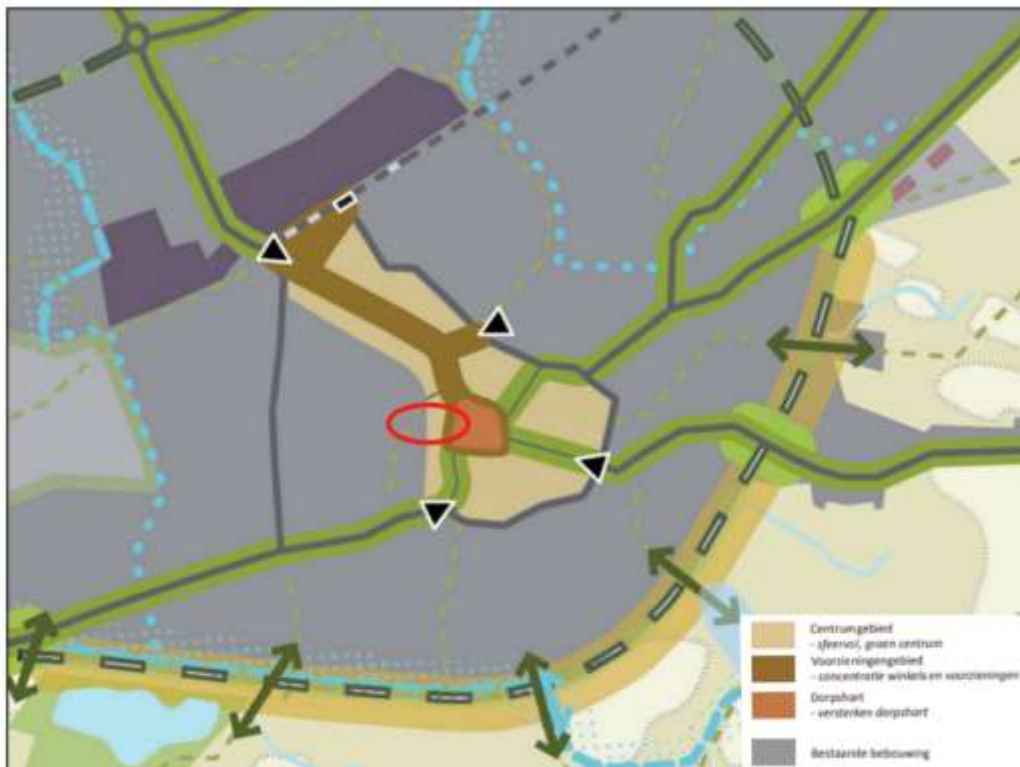 Centrumgebied
- sfeervol, groen centrum
Voorzieningengebied
- concentratie winkels en voorzieningen
Dorpshart
- versterken dorpshart
Bestaande bebouwing